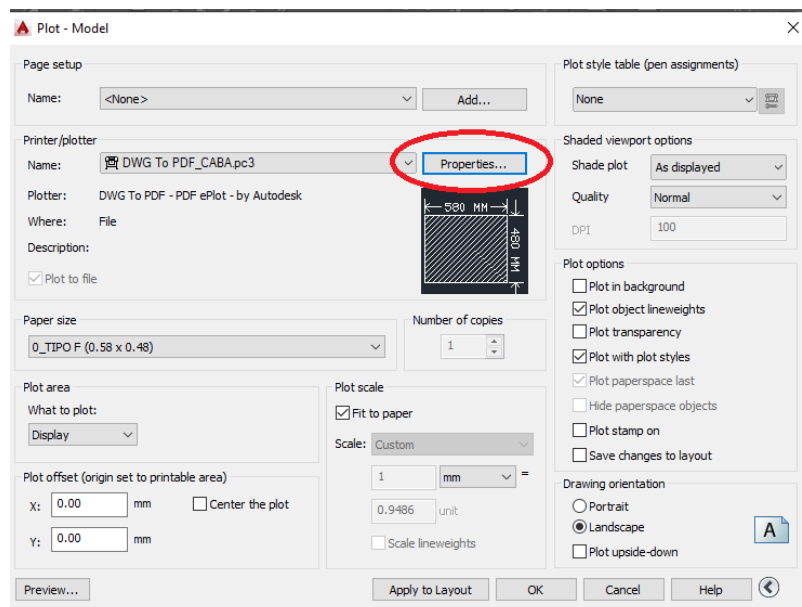 Plot - Model
Page setup
Name: <None> Add...
Plot style table (pen assignments)
None
Printer/plotter
Name: DWG To PDF_CABA.pc3 Properties...
Plotter: DWG To PDF - PDF ePlot - by Autodesk
Where: File
Description:
Plot to file
580 MM
480 MM
Shaded viewport options
Shade plot As displayed
Quality Normal
DPI 100
Paper size
0_TIPO F (0.58 x 0.48)
Number of copies
1
Plot options
Plot in background
Plot object lineweights
Plot transparency
Plot with plot styles
Plot paperspace last
Hide paperspace objects
Plot stamp on
Save changes to layout
Plot area
What to plot:
Display
Plot scale
Fit to paper
Scale: Custom
1 mm =
0.9486 unit
Scale lineweights
Plot offset (origin set to printable area)
X: 0.00 mm Center the plot
Y: 0.00 mm
Drawing orientation
Portrait
Landscape
Plot upside-down
A
Preview... Apply to Layout OK Cancel Help